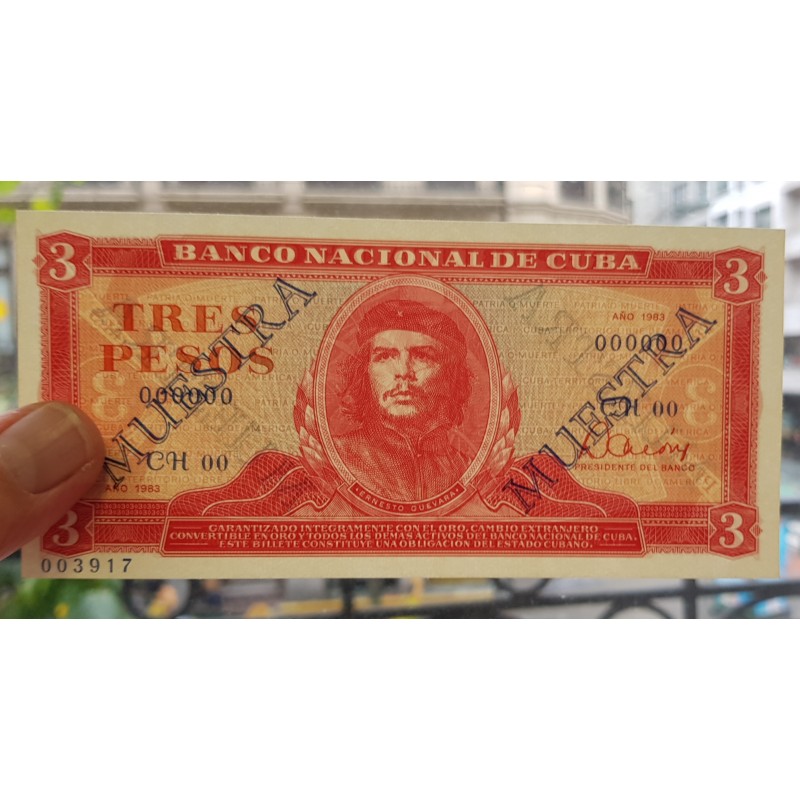 3 BANCO NACIONAL DE CUBA 3
TRES
PESOS
000000
CH 00
AÑO 1983
MUESTRA
ERNESTO GUEVARA
AÑO 1983
000000
CH 00
PRESIDENTE DEL BANCO
MUESTRA
GARANTIZADO INTEGRAMENTE CON EL ORO, CAMBIO EXTRANJERO
CONVERTIBLE EN ORO Y TODOS LOS DEMAS ACTIVOS DEL BANCO NACIONAL DE CUBA.
ESTE BILLETE CONSTITUYE UNA OBLIGACION DEL ESTADO CUBANO.
3 3
003917